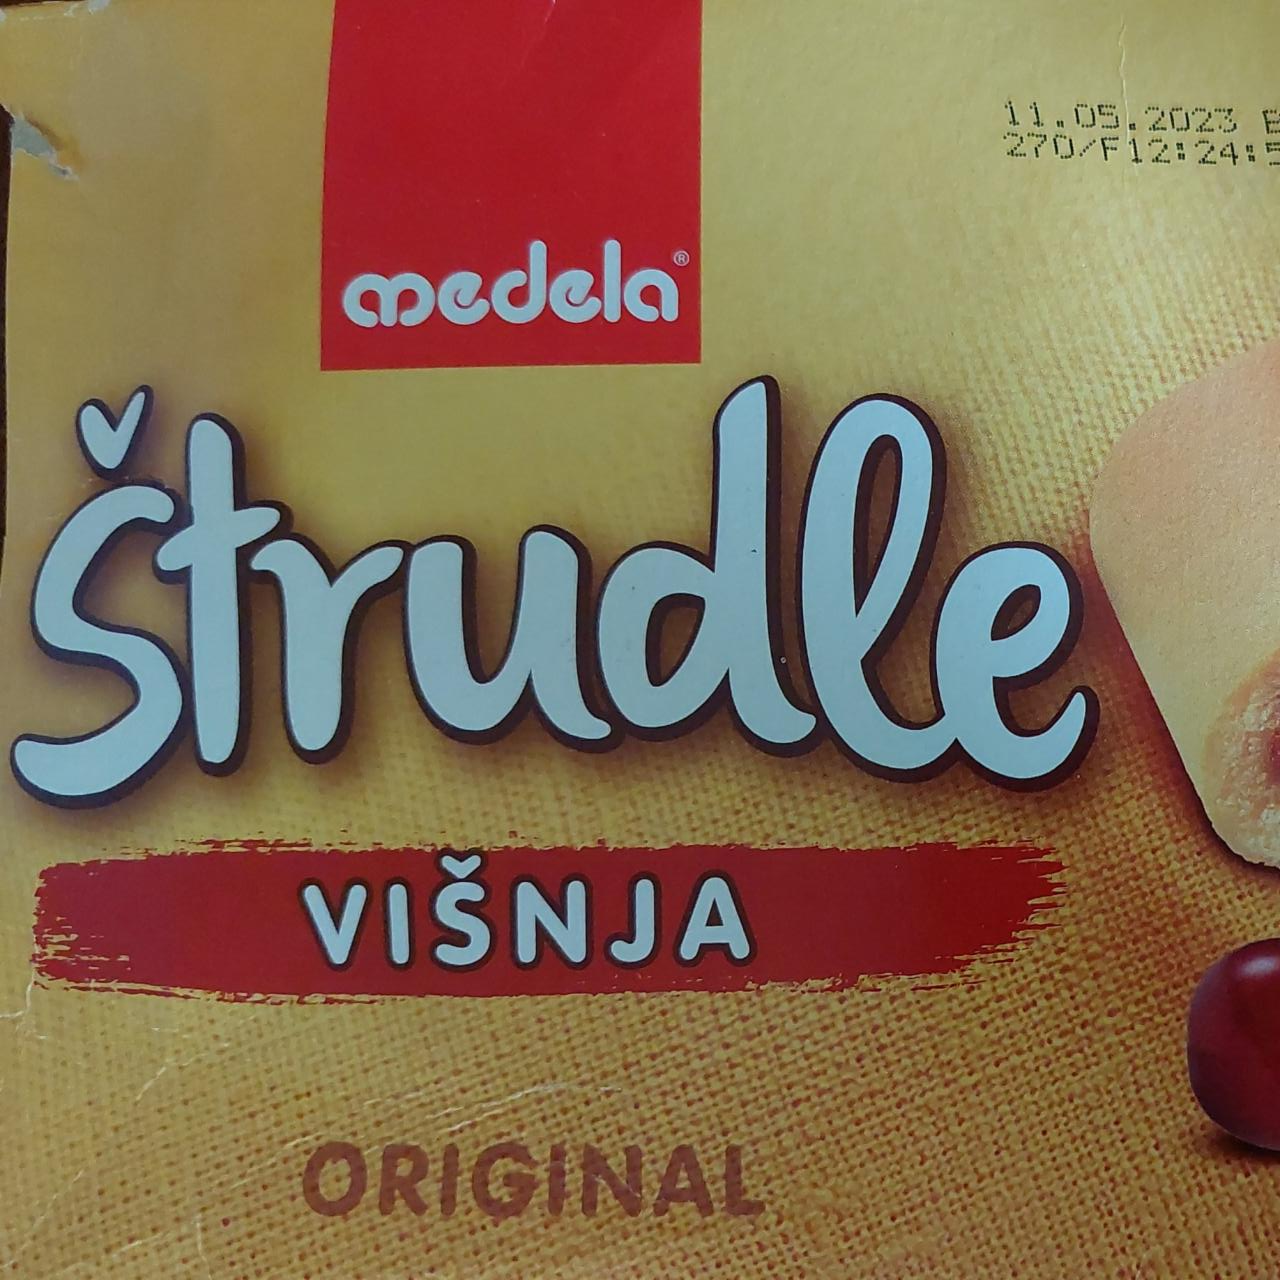 11.05.2023
270/F12:24:5
medela®
Štrudle
VIŠNJA
ORIGINAL